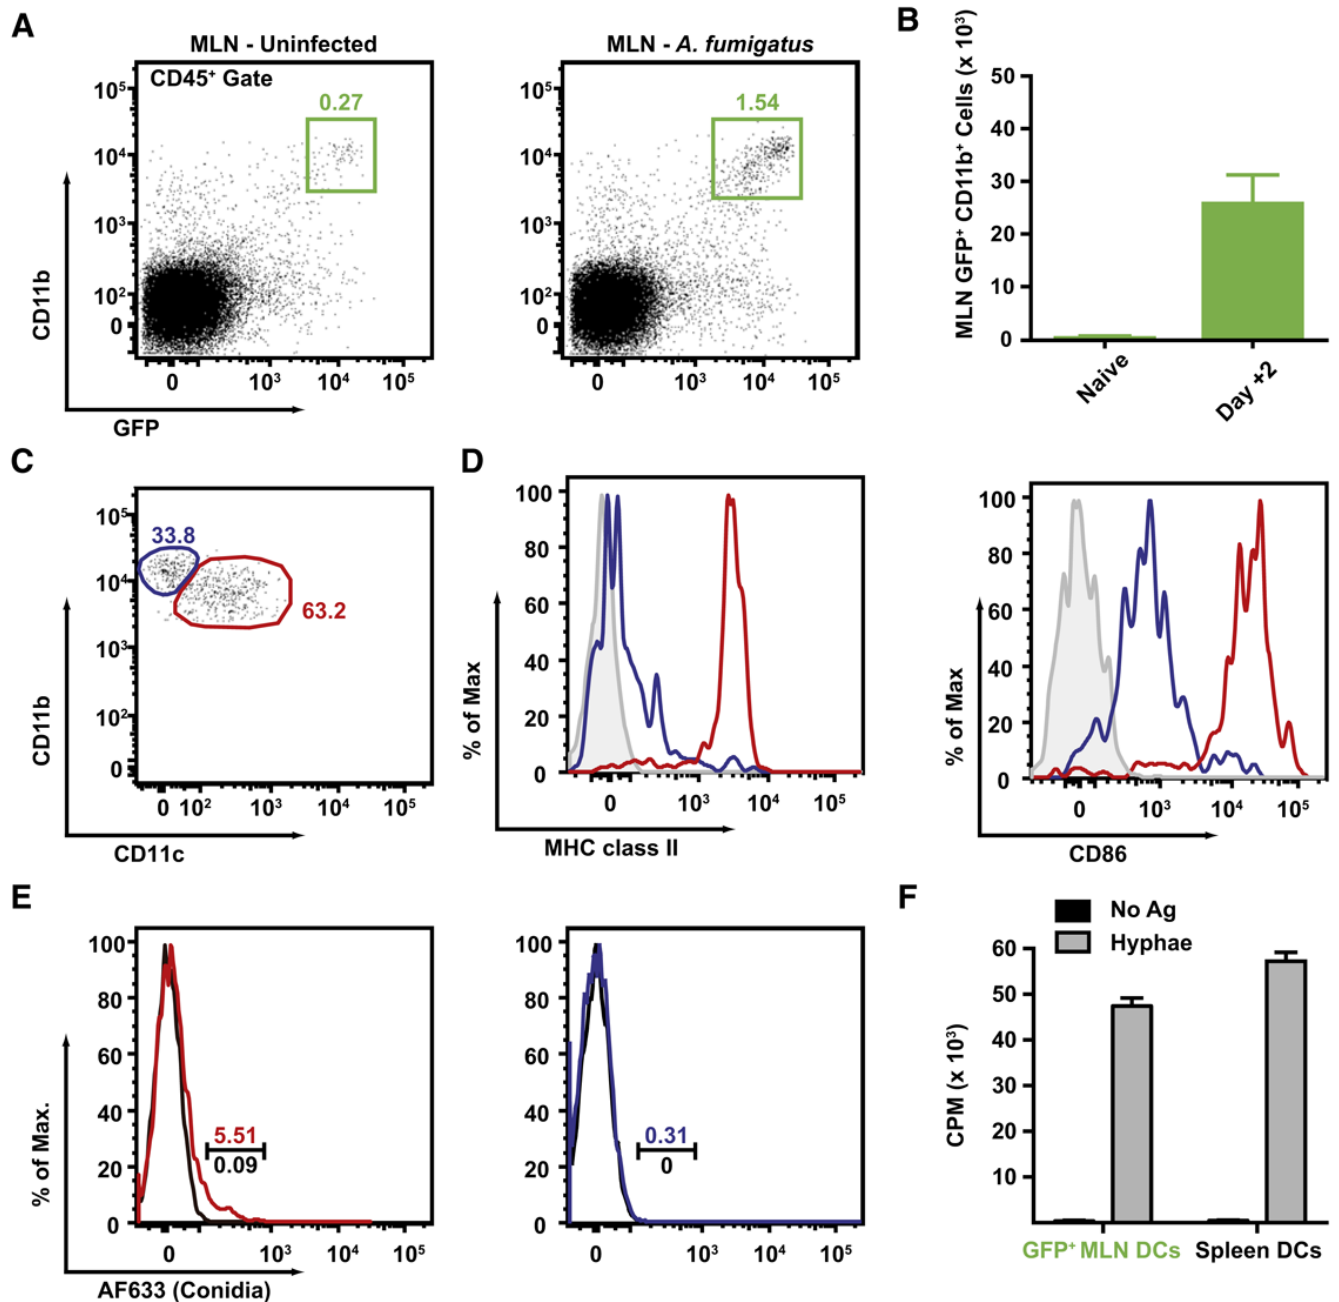 A
MLN - Uninfected
CD45⁺ Gate
0.27
10⁵
10⁴
10³
10²
0
CD11b
0 10³ 10⁴ 10⁵
GFP
MLN - A. fumigatus
1.54
10⁵
10⁴
10³
10²
0
0 10³ 10⁴ 10⁵
B
MLN GFP⁺ CD11b⁺ Cells (x 10³)
50
40
30
20
10
0
Naive
Day +2
C
33.8
63.2
10⁵
10⁴
10³
10²
0
CD11b
0 10² 10³ 10⁴ 10⁵
CD11c
D
100
80
60
40
20
0
% of Max
0 10³ 10⁴ 10⁵
MHC class II
100
80
60
40
20
0
% of Max
0 10³ 10⁴ 10⁵
CD86
E
100
80
60
40
20
0
% of Max.
5.51
0.09
0 10³ 10⁴ 10⁵
AF633 (Conidia)
100
80
60
40
20
0
0.31
0
0 10³ 10⁴ 10⁵
F
No Ag
Hyphae
60
50
40
30
20
10
CPM (x 10³)
GFP⁺ MLN DCs
Spleen DCs